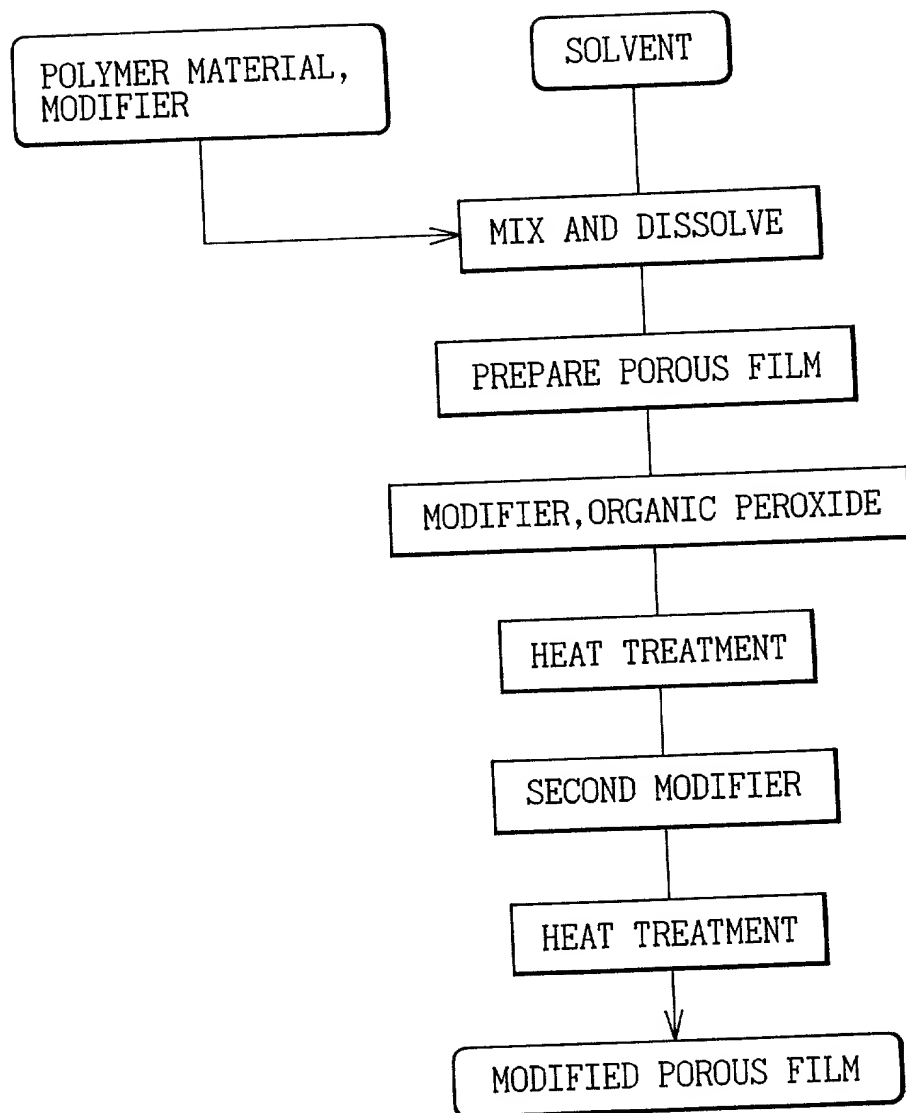 POLYMER MATERIAL,
MODIFIER
SOLVENT
MIX AND DISSOLVE
PREPARE POROUS FILM
MODIFIER,ORGANIC PEROXIDE
HEAT TREATMENT
SECOND MODIFIER
HEAT TREATMENT
MODIFIED POROUS FILM